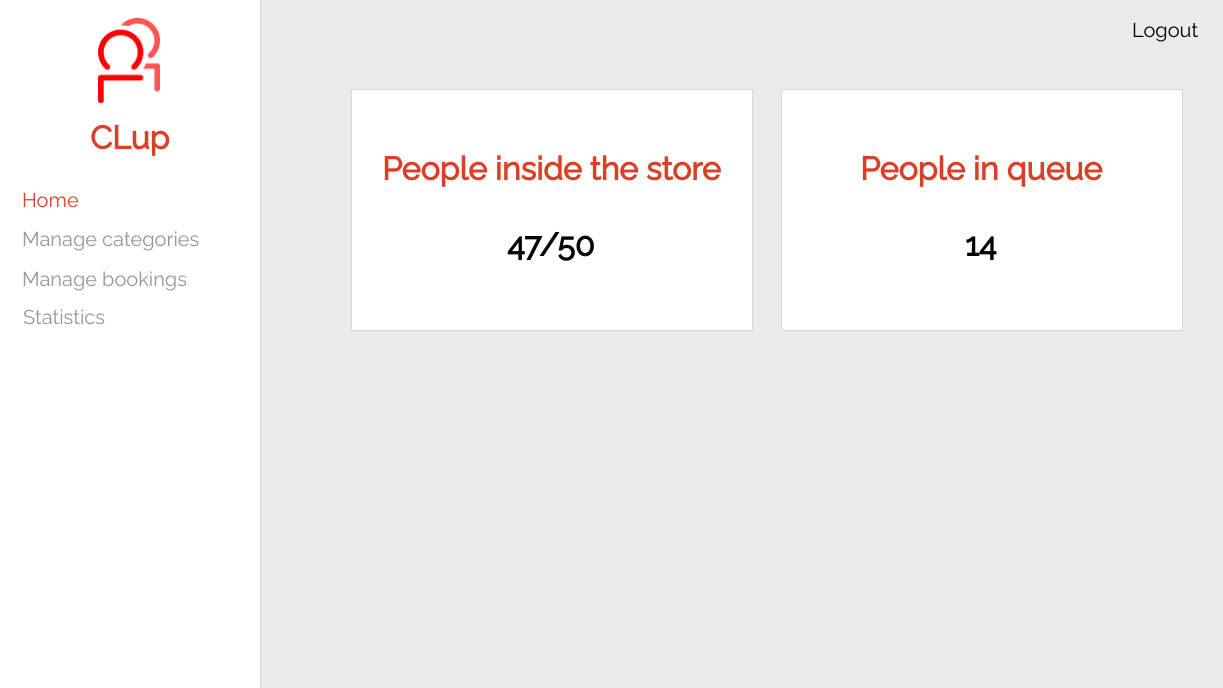 CLup
Home
Manage categories
Manage bookings
Statistics
Logout
People inside the store
47/50
People in queue
14